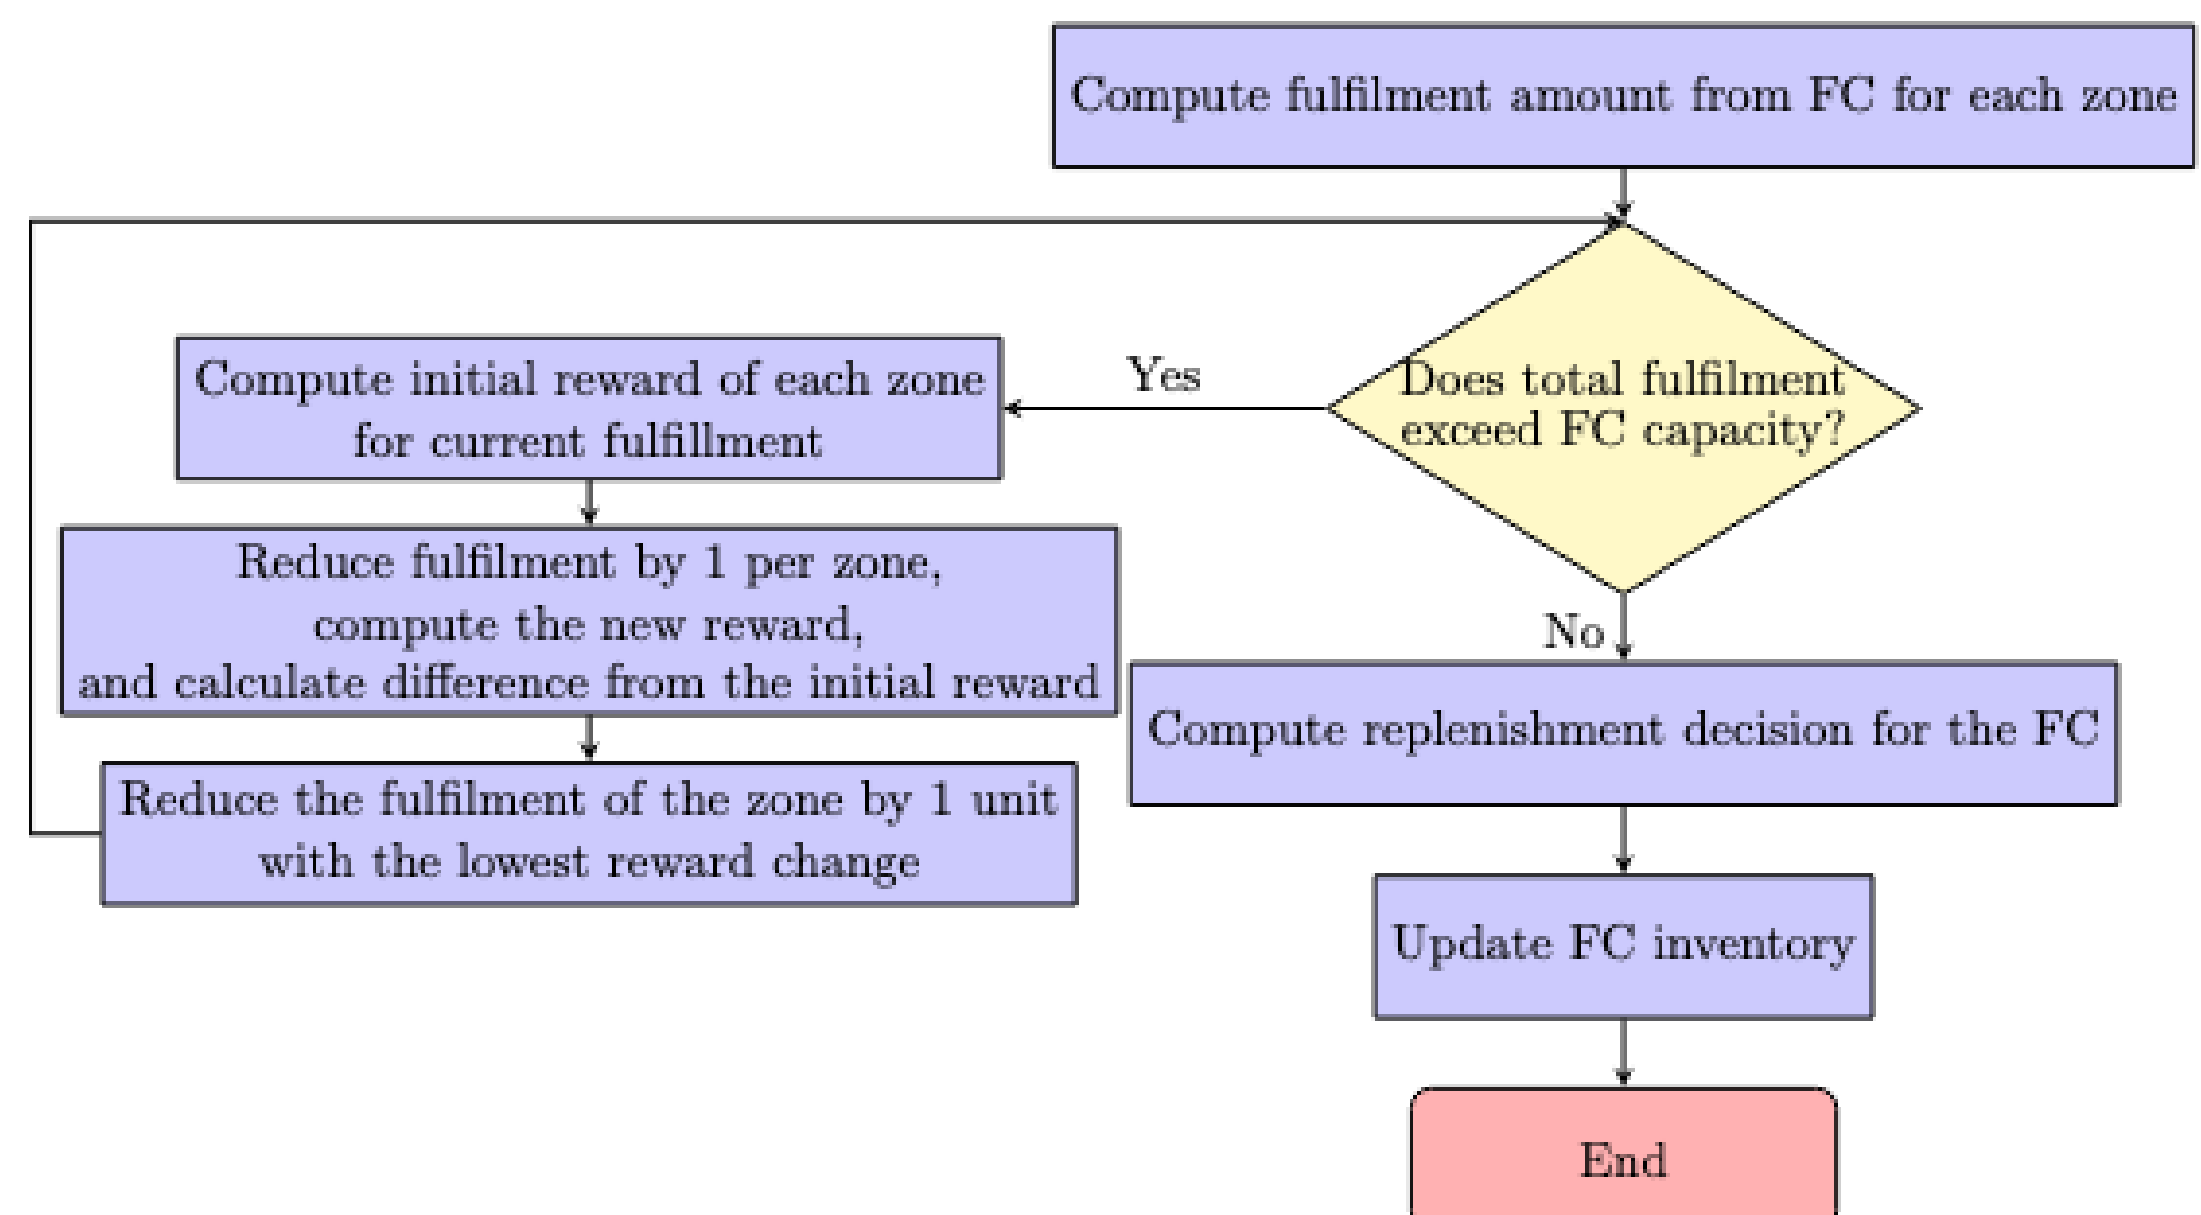 Compute fulfilment amount from FC for each zone
Does total fulfilment
exceed FC capacity?
Yes
Compute initial reward of each zone
for current fulfillment
Reduce fulfilment by 1 per zone,
compute the new reward,
and calculate difference from the initial reward
Reduce the fulfilment of the zone by 1 unit
with the lowest reward change
No
Compute replenishment decision for the FC
Update FC inventory
End